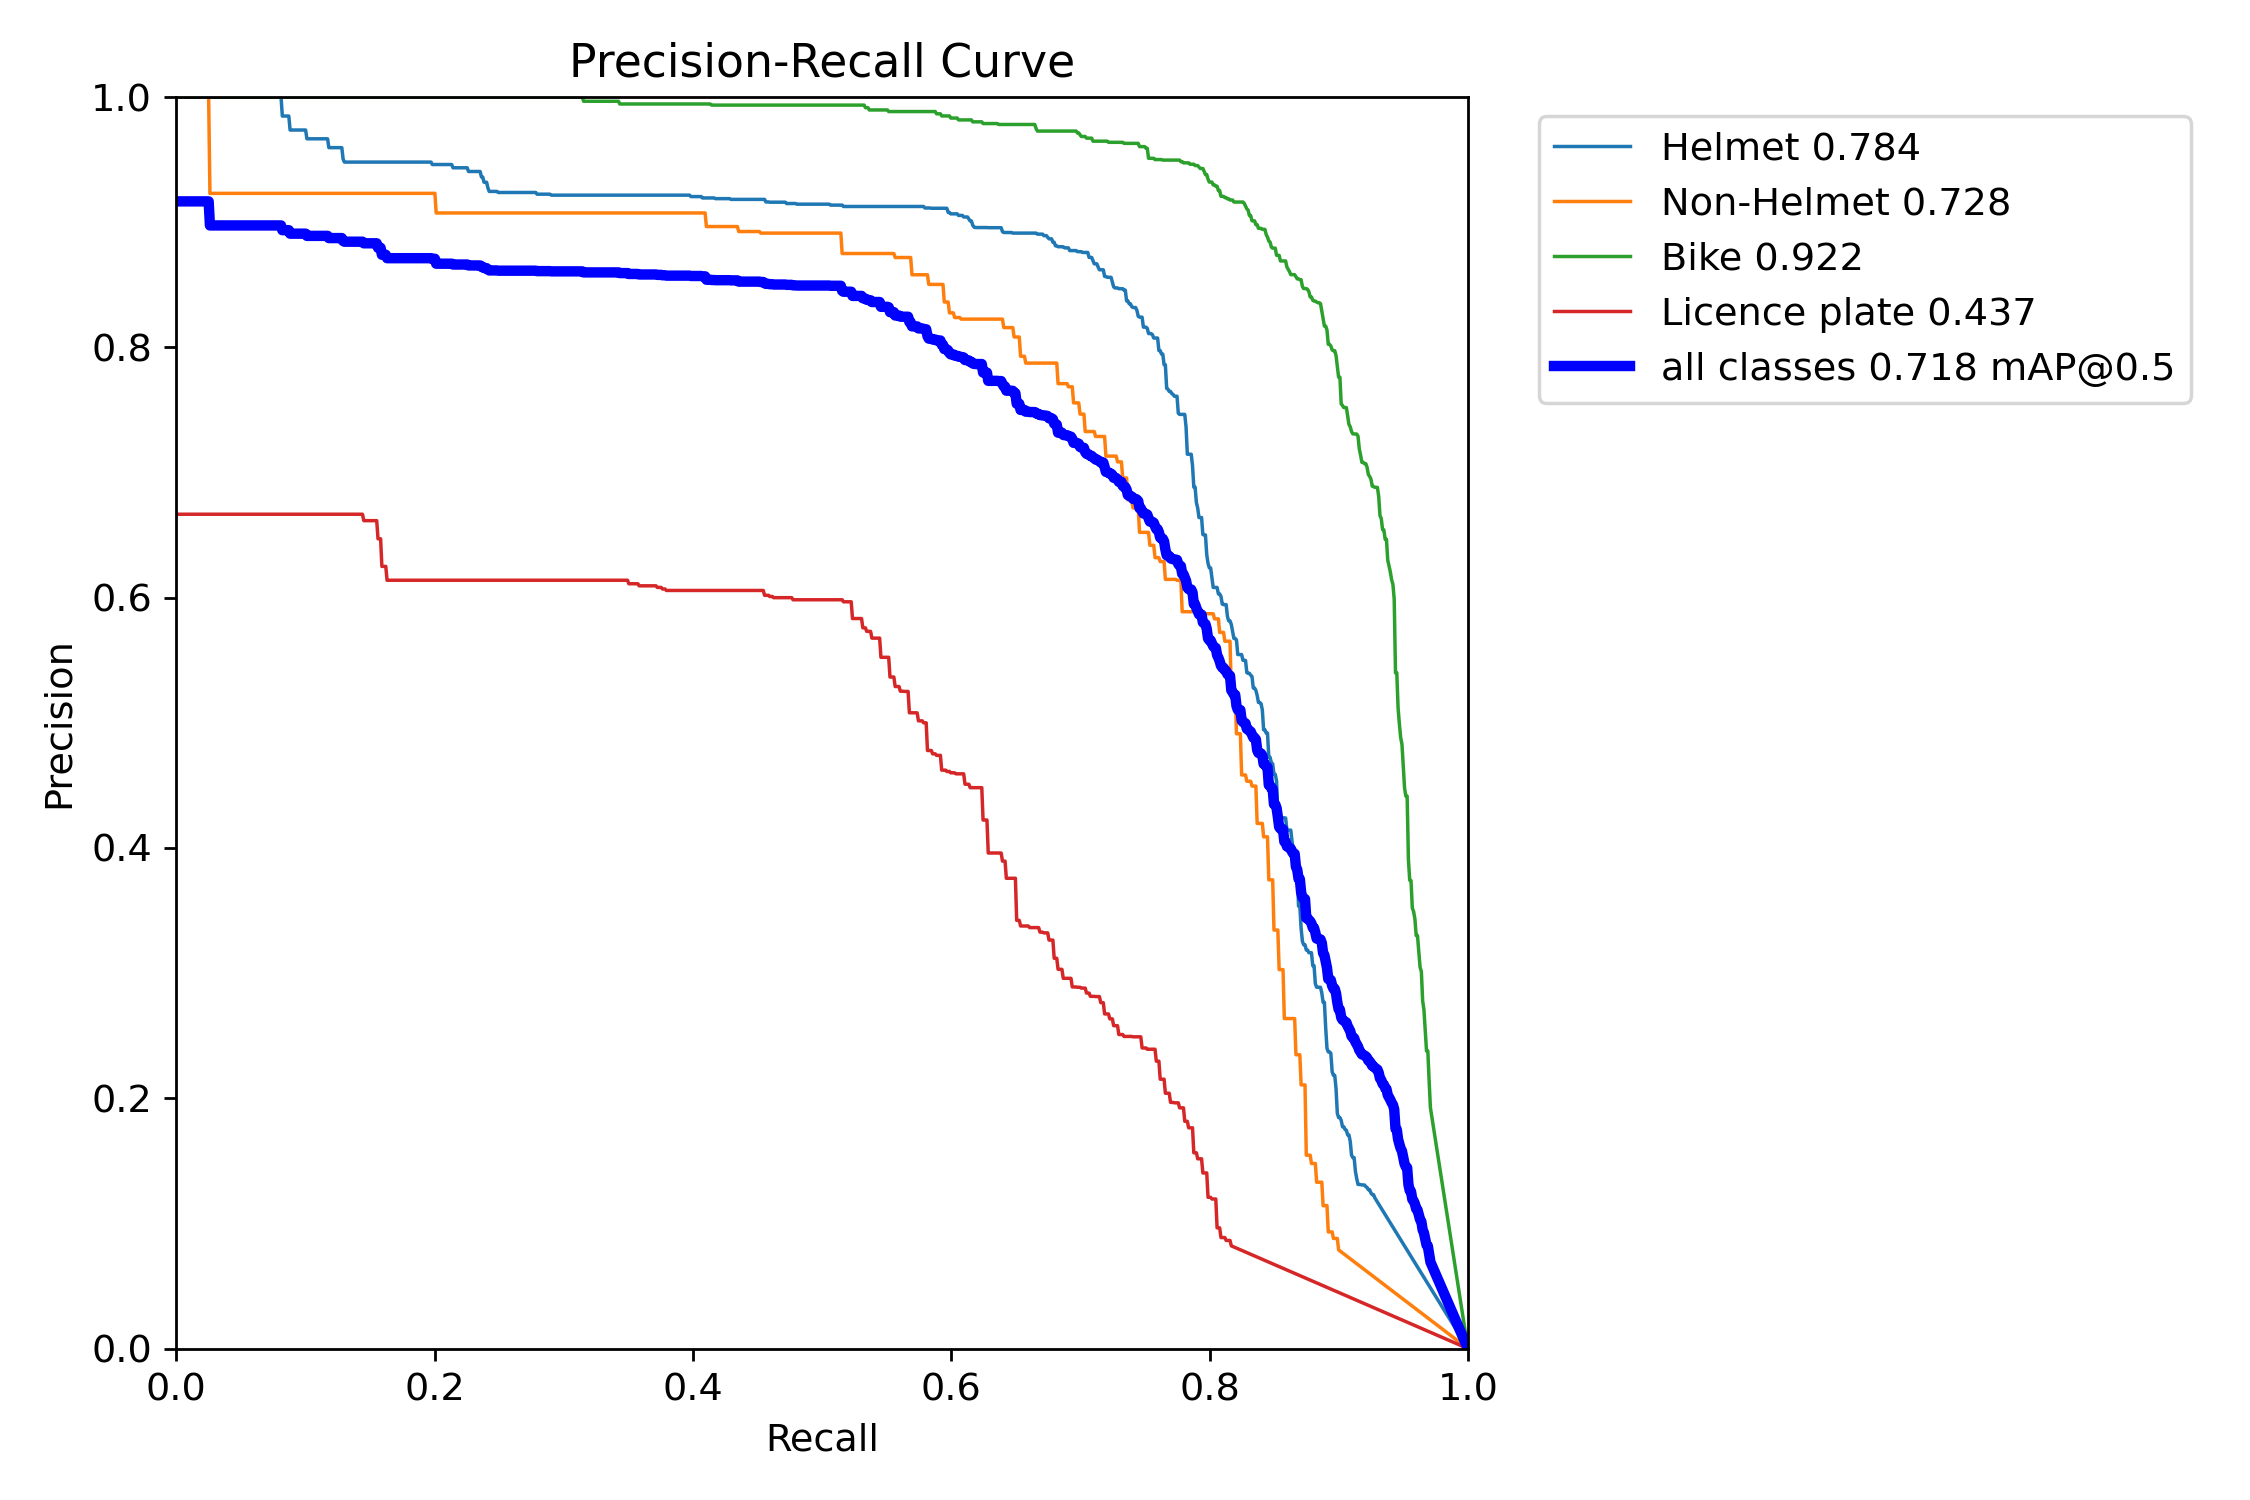 Precision-Recall Curve
1.0
0.8
0.6
0.4
0.2
0.0
Precision
0.0 0.2 0.4 0.6 0.8 1.0
Recall
Helmet 0.784
Non-Helmet 0.728
Bike 0.922
Licence plate 0.437
all classes 0.718 mAP@0.5